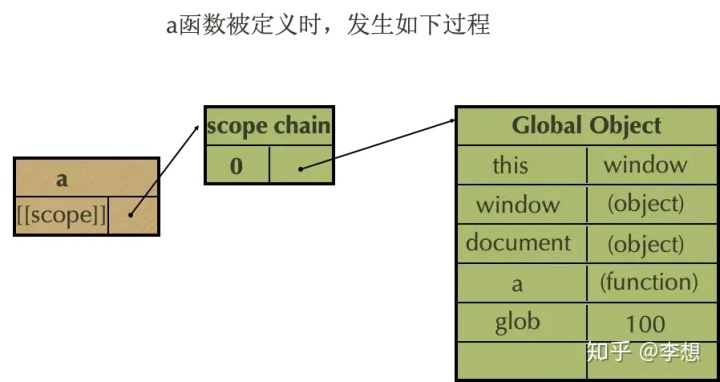 a函数被定义时，发生如下过程
scope chain
0
a
[[scope]]
Global Object
this window
window (object)
document (object)
a (function)
glob 100
知乎 @李想